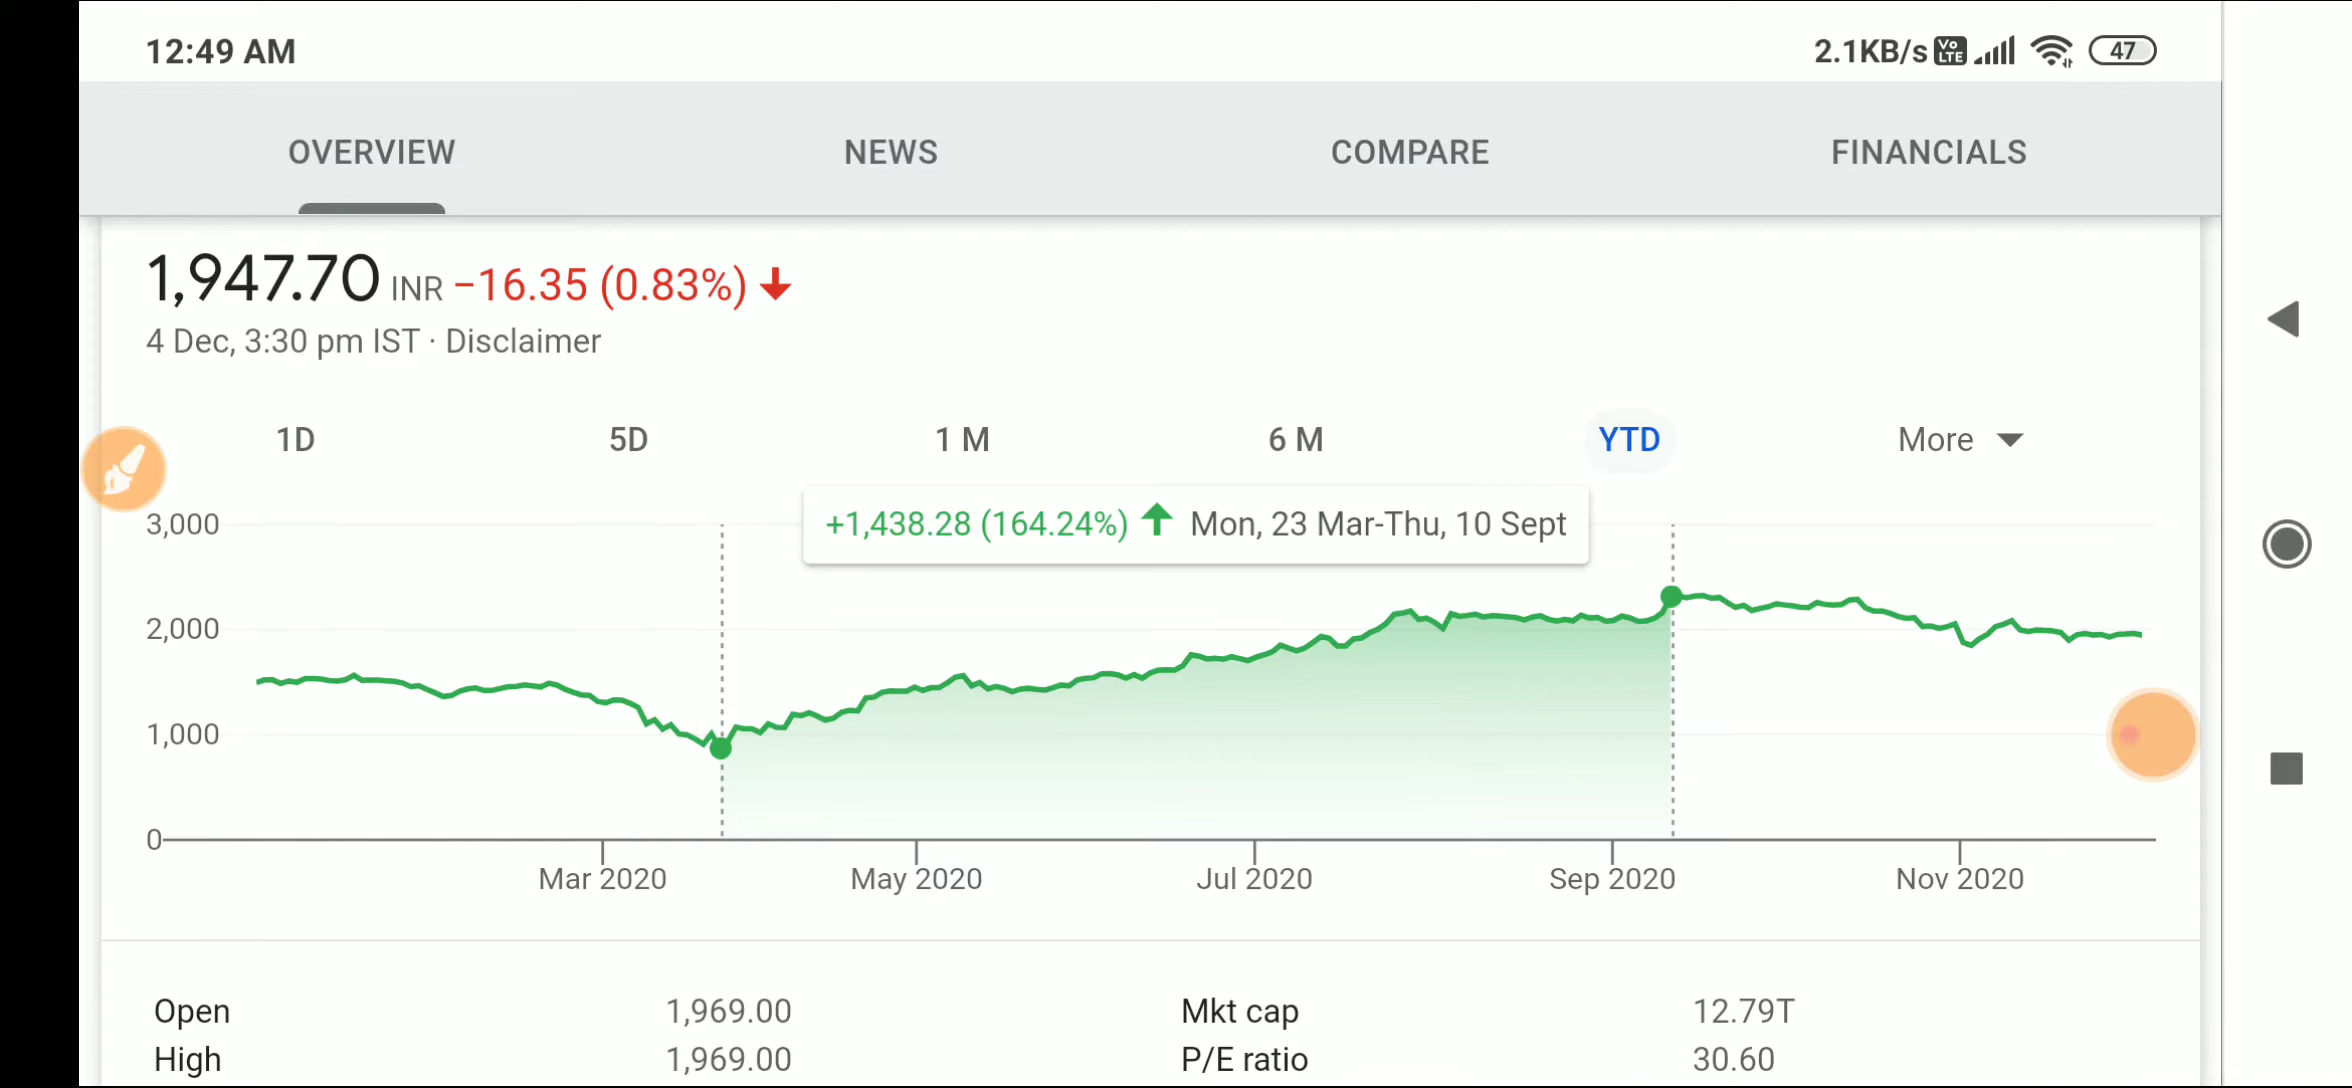 12:49 AM 2.1KB/s Vo LTE 47
OVERVIEW NEWS COMPARE FINANCIALS
1,947.70 INR −16.35 (0.83%)
4 Dec, 3:30 pm IST · Disclaimer
1D 5D 1 M 6 M YTD More
+1,438.28 (164.24%) Mon, 23 Mar-Thu, 10 Sept
3,000
2,000
1,000
0
Mar 2020 May 2020 Jul 2020 Sep 2020 Nov 2020
Open 1,969.00 Mkt cap 12.79T
High 1,969.00 P/E ratio 30.60